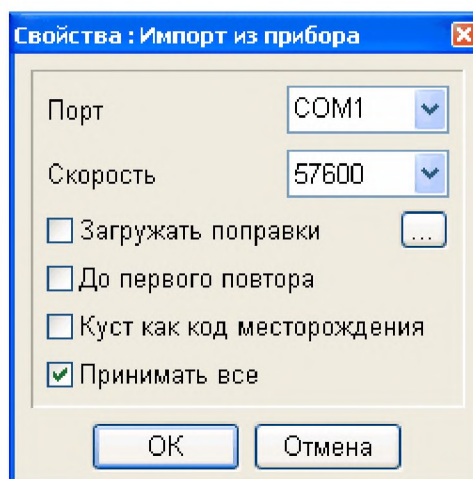 Свойства : Импорт из прибора
Порт COM1
Скорость 57600
Загружать поправки ...
До первого повтора
Куст как код месторождения
Принимать все
ОК Отмена